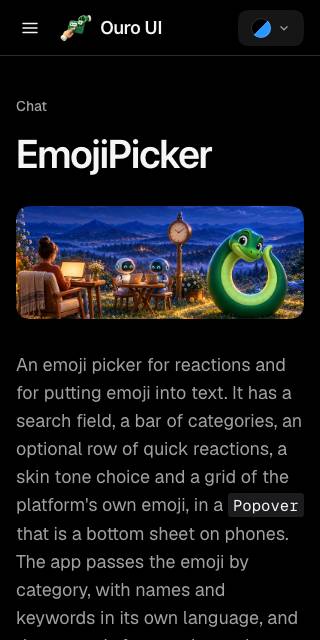 Ouro UI
Chat
EmojiPicker
An emoji picker for reactions and
for putting emoji into text. It has a
search field, a bar of categories, an
optional row of quick reactions, a
skin tone choice and a grid of the
platform's own emoji, in a Popover
that is a bottom sheet on phones.
The app passes the emoji by
category, with names and
keywords in its own language, and